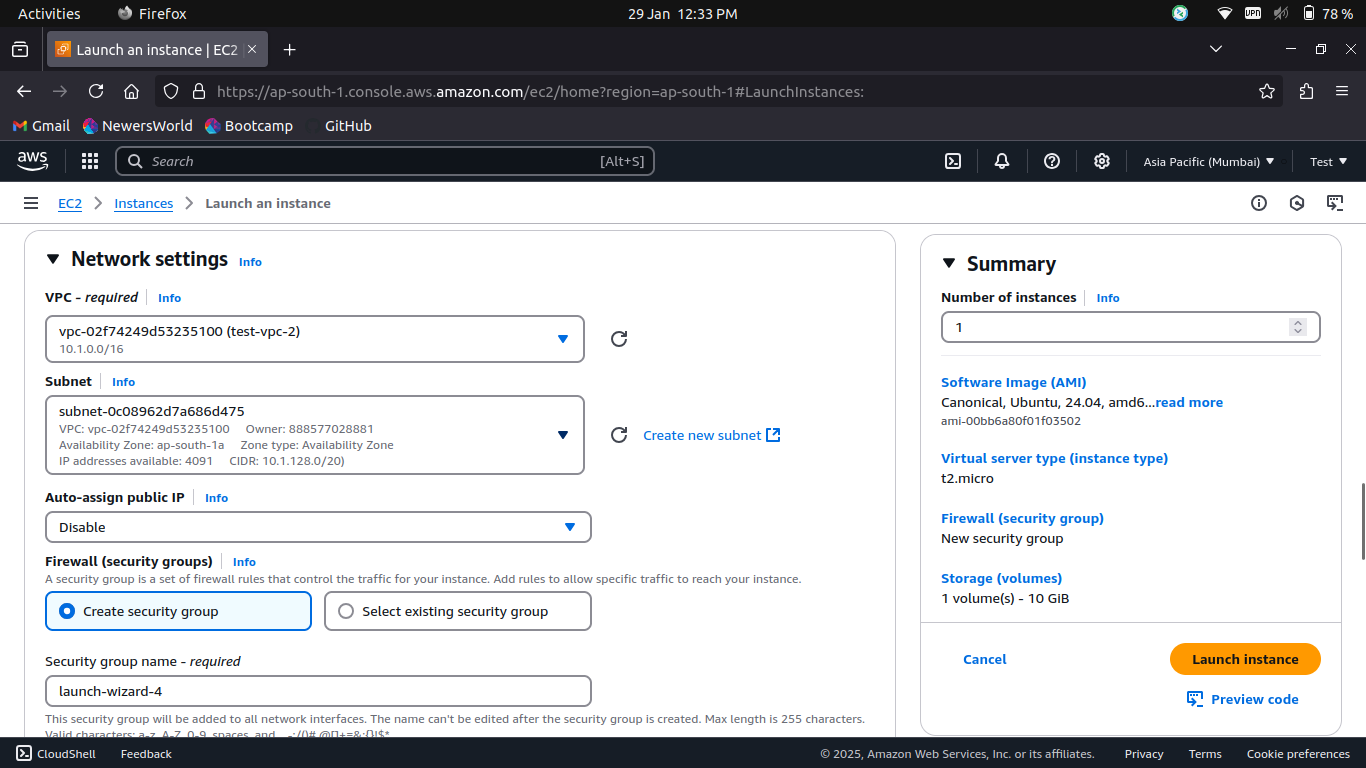 Activities Firefox 29 Jan 12:33 PM VPN 78 %
Launch an instance | EC2
https://ap-south-1.console.aws.amazon.com/ec2/home?region=ap-south-1#LaunchInstances:
Gmail NewersWorld Bootcamp GitHub
aws Search [Alt+S] Asia Pacific (Mumbai) Test
EC2 Instances Launch an instance
Network settings Info
VPC - required Info
vpc-02f74249d53235100 (test-vpc-2)
10.1.0.0/16
Subnet Info
subnet-0c08962d7a686d475
VPC: vpc-02f74249d53235100 Owner: 888577028881
Availability Zone: ap-south-1a Zone type: Availability Zone
IP addresses available: 4091 CIDR: 10.1.128.0/20)
Create new subnet
Auto-assign public IP Info
Disable
Firewall (security groups) Info
A security group is a set of firewall rules that control the traffic for your instance. Add rules to allow specific traffic to reach your instance.
Create security group Select existing security group
Security group name - required
launch-wizard-4
This security group will be added to all network interfaces. The name can't be edited after the security group is created. Max length is 255 characters.
Valid characters: a-z, A-Z, 0-9, spaces, and
Summary
Number of instances Info
1
Software Image (AMI)
Canonical, Ubuntu, 24.04, amd6...read more
ami-00bb6a80f01f03502
Virtual server type (instance type)
t2.micro
Firewall (security group)
New security group
Storage (volumes)
1 volume(s) - 10 GiB
Cancel Launch instance
Preview code
CloudShell Feedback © 2025, Amazon Web Services, Inc. or its affiliates. Privacy Terms Cookie preferences